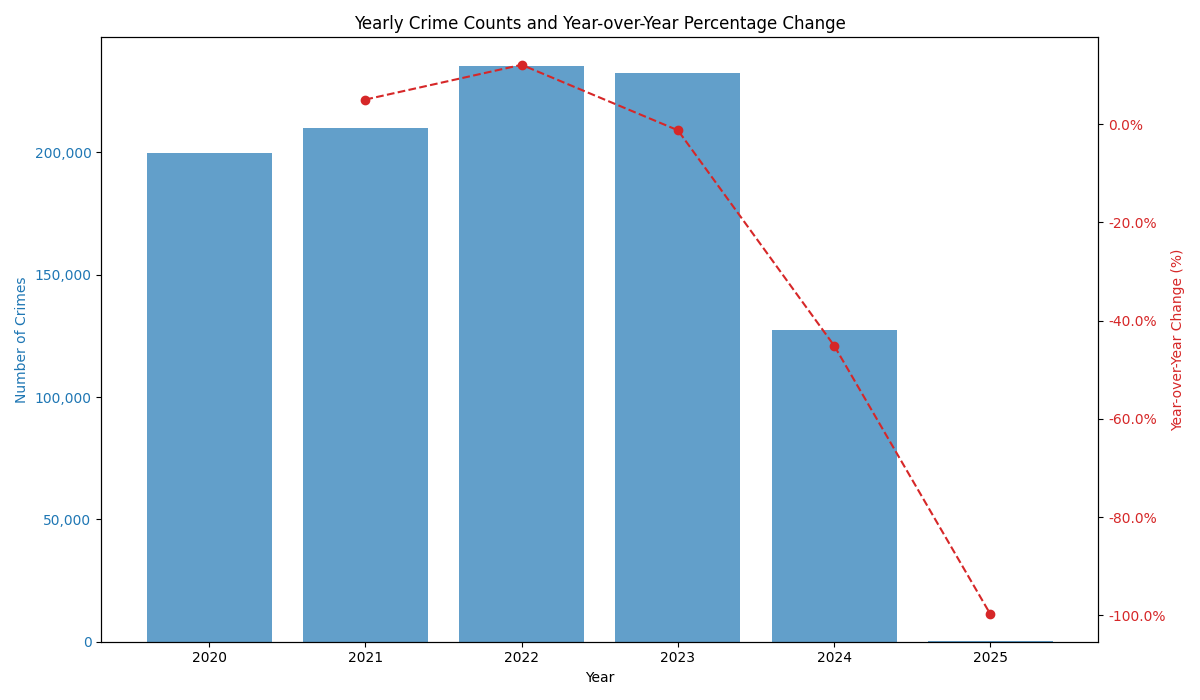 Yearly Crime Counts and Year-over-Year Percentage Change
200,000
150,000
100,000
50,000
0
Number of Crimes
0.0%
-20.0%
-40.0%
-60.0%
-80.0%
-100.0%
Year-over-Year Change (%)
2020 2021 2022 2023 2024 2025
Year